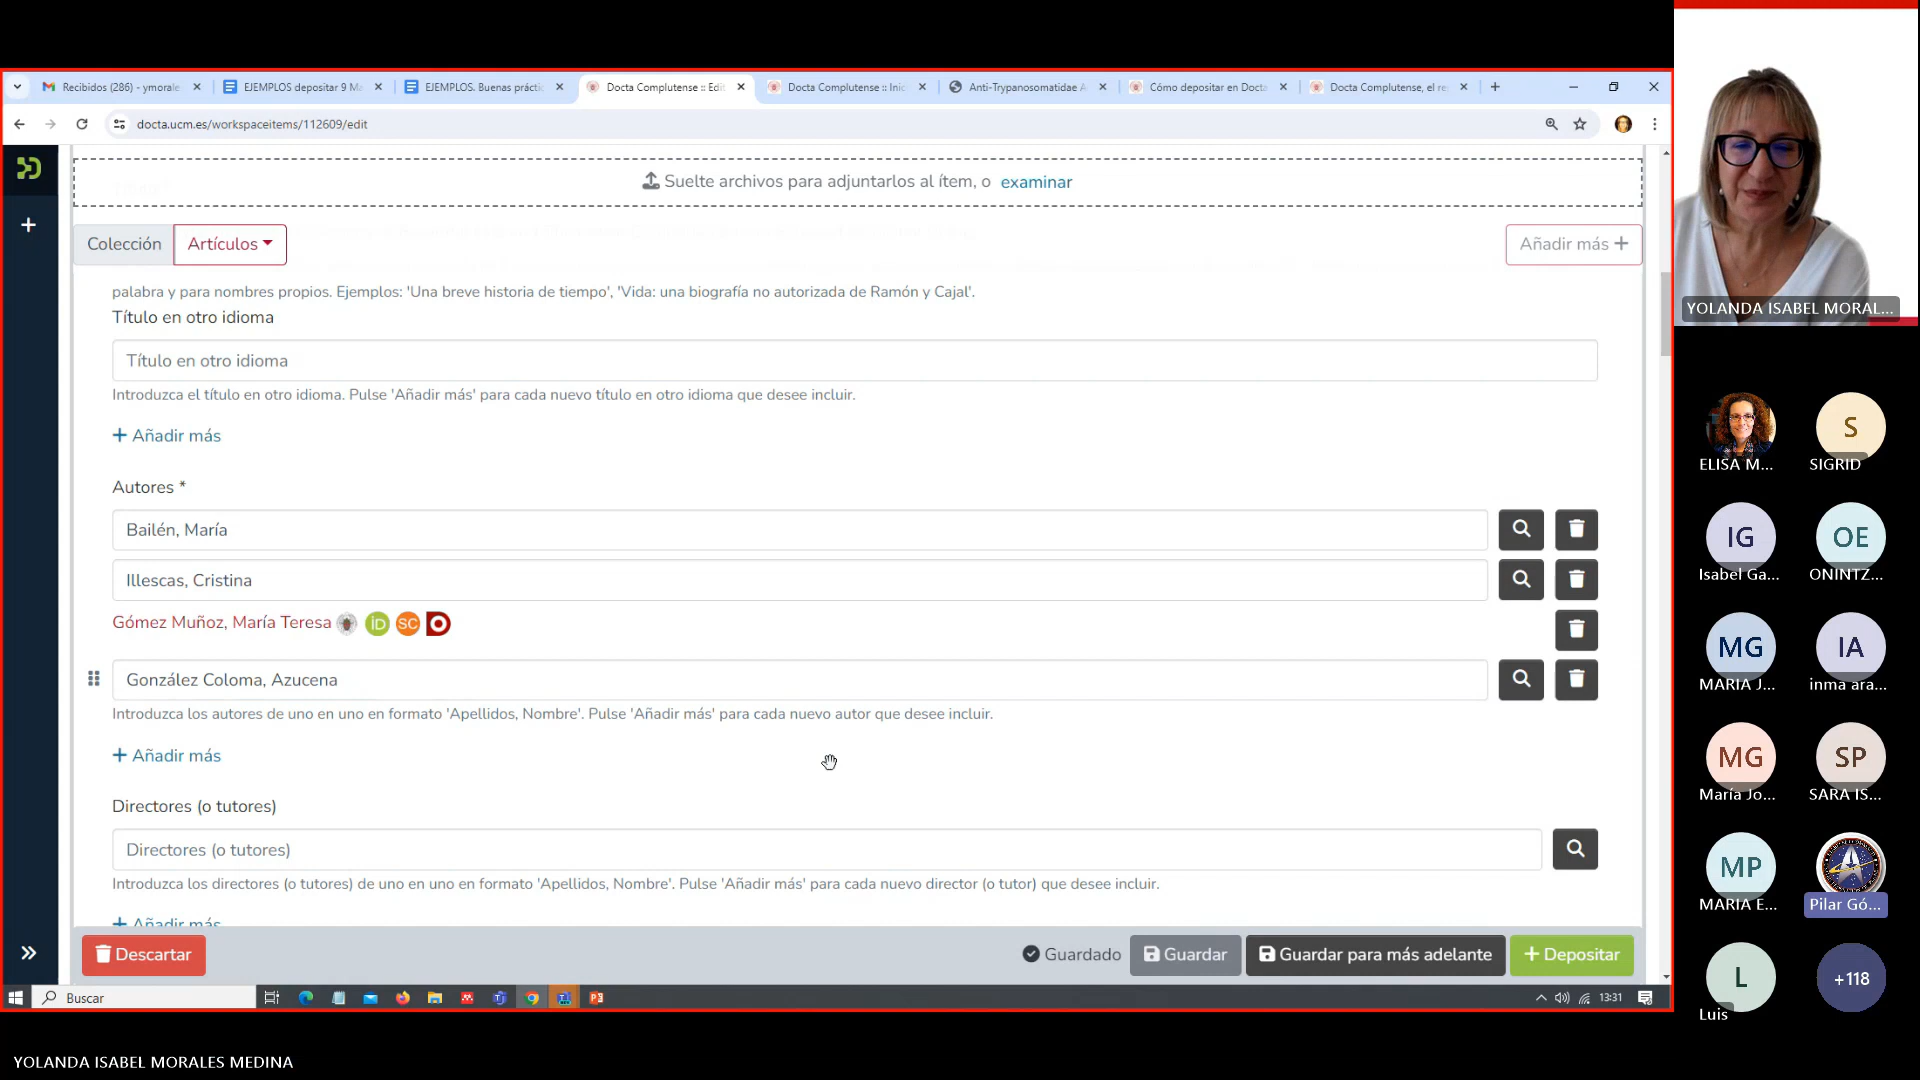 Recibidos (286) - ymorale
EJEMPLOS depositar 9 Ma
EJEMPLOS. Buenas práctic
Docta Complutense :: Edi
Docta Complutense :: Inic
Anti-Trypanosomatidae A
Cómo depositar en Docta
Docta Complutense, el re
docta.ucm.es/workspaceitems/112609/edit
Suelte archivos para adjuntarlos al ítem, o examinar
Colección
Artículos
Añadir más +
palabra y para nombres propios. Ejemplos: 'Una breve historia de tiempo', 'Vida: una biografía no autorizada de Ramón y Cajal'.
Título en otro idioma
Título en otro idioma
Introduzca el título en otro idioma. Pulse 'Añadir más' para cada nuevo título en otro idioma que desee incluir.
+ Añadir más
Autores *
Bailén, María
Illescas, Cristina
Gómez Muñoz, María Teresa iD SC
González Coloma, Azucena
Introduzca los autores de uno en uno en formato 'Apellidos, Nombre'. Pulse 'Añadir más' para cada nuevo autor que desee incluir.
+ Añadir más
Directores (o tutores)
Directores (o tutores)
Introduzca los directores (o tutores) de uno en uno en formato 'Apellidos, Nombre'. Pulse 'Añadir más' para cada nuevo director (o tutor) que desee incluir.
+ Añadir más
Descartar
Guardado
Guardar
Guardar para más adelante
+ Depositar
Buscar
13:31
YOLANDA ISABEL MORALES MEDINA
YOLANDA ISABEL MORAL...
ELISA M...
S
SIGRID
IG
Isabel Ga...
OE
ONINTZ...
MG
MARIA J...
IA
inma ara...
MG
María Jo...
SP
SARA IS...
MP
MARIA E...
Pilar Gó...
L
Luis
+118